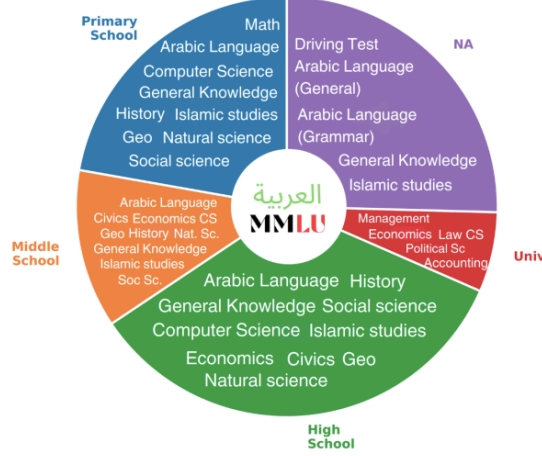 Primary
School
Math
Arabic Language
Computer Science
General Knowledge
History Islamic studies
Geo Natural science
Social science
NA
Driving Test
Arabic Language
(General)
Arabic Language
(Grammar)
General Knowledge
Islamic studies
العربية
MMLU
Middle
School
Arabic Language
Civics Economics CS
Geo History Nat. Sc.
General Knowledge
Islamic studies
Soc Sc.
Univ
Management
Economics Law CS
Political Sc
Accounting
Arabic Language History
General Knowledge Social science
Computer Science Islamic studies
Economics Civics Geo
Natural science
High
School